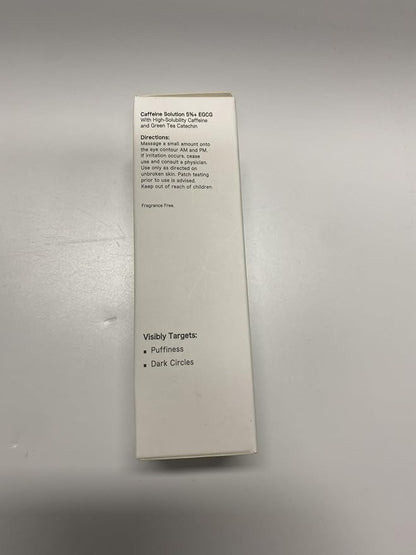 Caffeine Solution 5%+ EGCG
With High-Solubility Caffeine
and Green Tea Catechin
Directions:
Massage a small amount onto
the eye contour AM and PM.
If irritation occurs, cease
use and consult a physician.
Use only as directed on
unbroken skin. Patch testing
prior to use is advised.
Keep out of reach of children.
Fragrance Free.
Visibly Targets:
▪ Puffiness
▪ Dark Circles